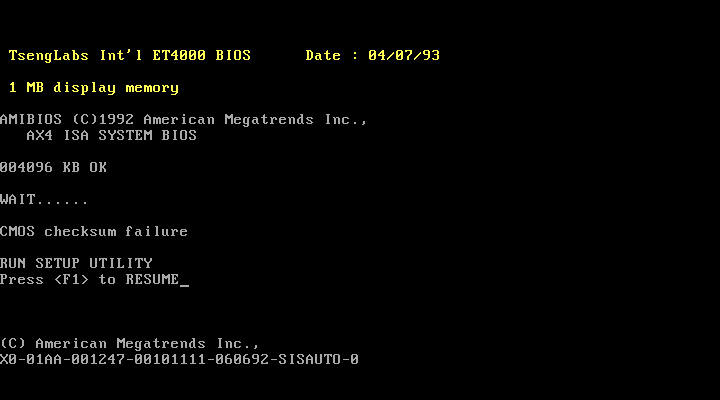 TsengLabs Int'l ET4000 BIOS      Date : 04/07/93
1 MB display memory
AMIBIOS (C)1992 American Megatrends Inc.,
AX4 ISA SYSTEM BIOS
004096 KB OK
WAIT......
CMOS checksum failure
RUN SETUP UTILITY
Press <F1> to RESUME_
(C) American Megatrends Inc.,
X0-01AA-001247-00101111-060692-SISAUTO-0